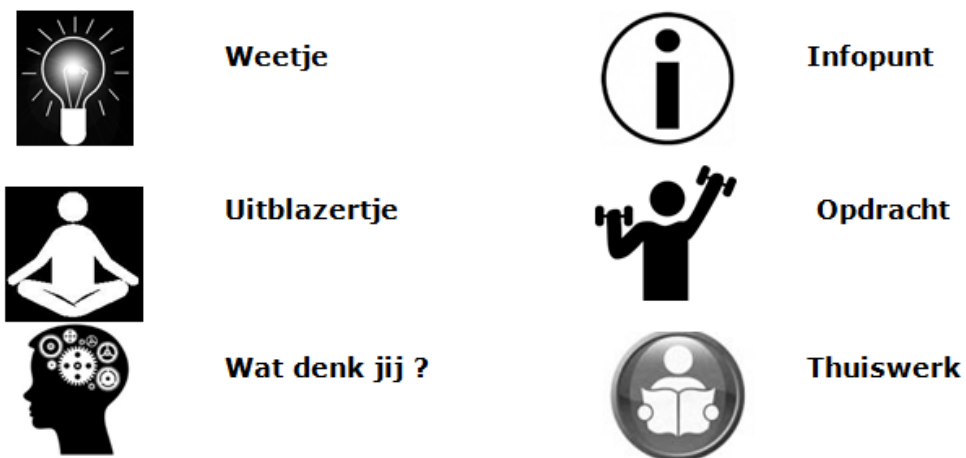 Weetje
Infopunt
Uitblazertje
Opdracht
Wat denk jij ?
Thuiswerk